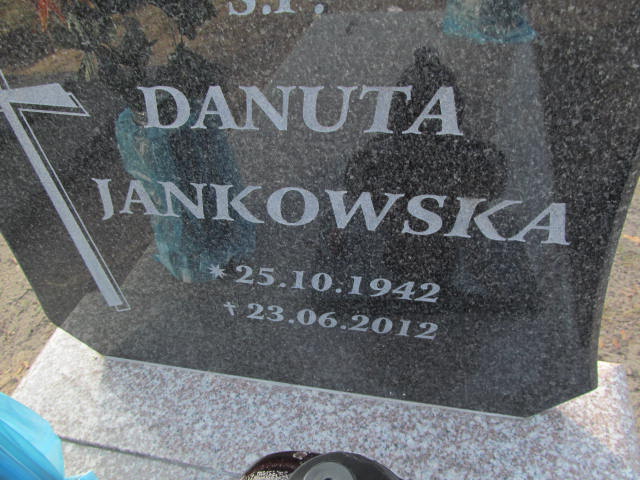 Ś.P.
DANUTA
JANKOWSKA
* 25.10.1942
† 23.06.2012